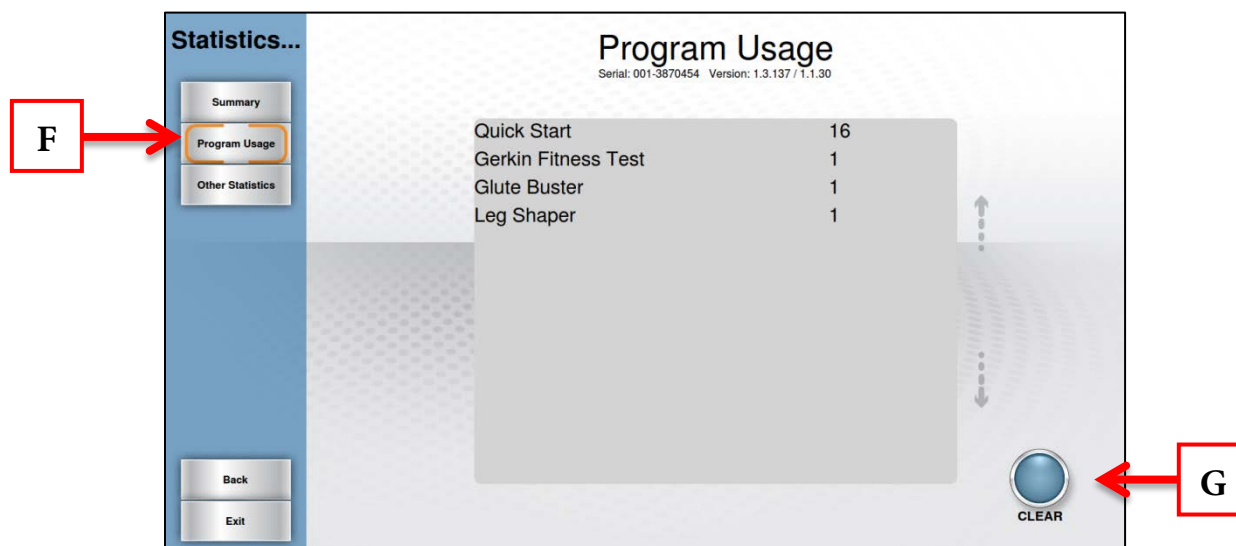 Statistics...
Summary
Program Usage
Other Statistics
Back
Exit
Program Usage
Serial: 001-3870454 Version: 1.3.137 / 1.1.30
Quick Start 16
Gerkin Fitness Test 1
Glute Buster 1
Leg Shaper 1
CLEAR
F
G